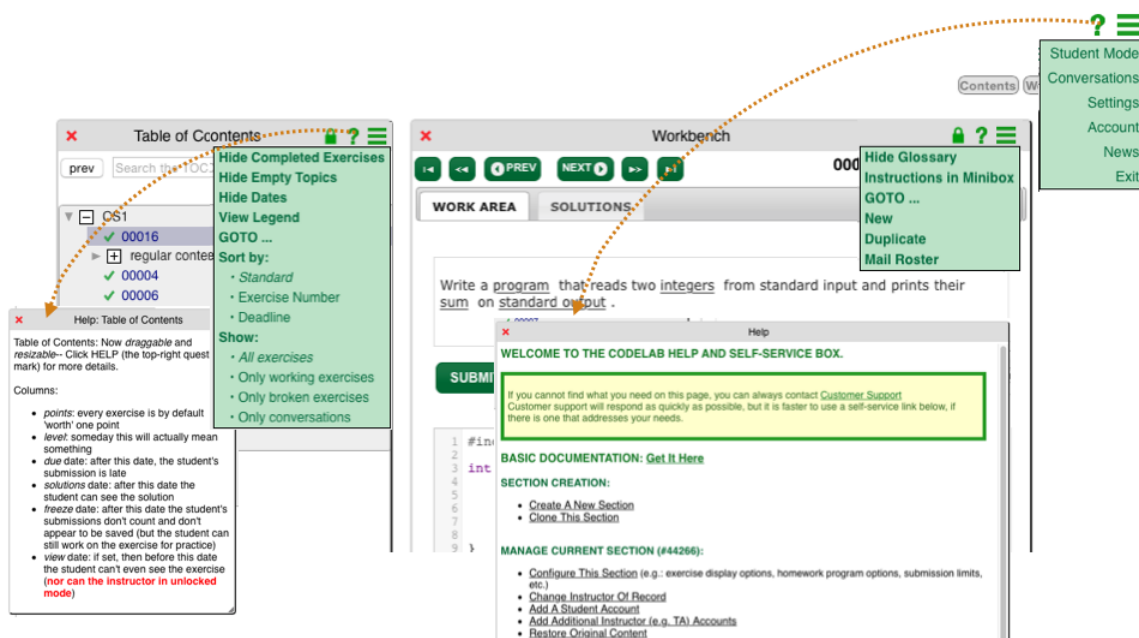 Student Mode
Conversations
Settings
Account
News
Exit
Contents
Table of Contents
prev
Search the TOC
Hide Completed Exercises
Hide Empty Topics
Hide Dates
View Legend
GOTO ...
Sort by:
• Standard
• Exercise Number
• Deadline
Show:
• All exercises
• Only working exercises
• Only broken exercises
• Only conversations
CS1
00016
regular conte
00004
00006
Help: Table of Contents
Table of Contents: Now draggable and
resizable-- Click HELP (the top-right quest
mark) for more details.
Columns:
• points: every exercise is by default
'worth' one point
• level: someday this will actually mean
something
• due date: after this date, the student's
submission is late
• solutions date: after this date the
student can see the solution
• freeze date: after this date the student's
submissions don't count and don't
appear to be saved (but the student can
still work on the exercise for practice)
• view date: if set, then before this date
the student can't even see the exercise
(nor can the instructor in unlocked
mode)
Workbench
PREV
NEXT
000
Hide Glossary
Instructions in Minibox
GOTO ...
New
Duplicate
Mail Roster
WORK AREA
SOLUTIONS
Write a program that reads two integers from standard input and prints their
sum on standard output .
SUBMI
1 #in
2
3 int
4
5
6
7
8
9 }
Help
WELCOME TO THE CODELAB HELP AND SELF-SERVICE BOX.
If you cannot find what you need on this page, you can always contact Customer Support
Customer support will respond as quickly as possible, but it is faster to use a self-service link below, if
there is one that addresses your needs.
BASIC DOCUMENTATION: Get It Here
SECTION CREATION:
• Create A New Section
• Clone This Section
MANAGE CURRENT SECTION (#44266):
• Configure This Section (e.g.: exercise display options, homework program options, submission limits,
etc.)
• Change Instructor Of Record
• Add A Student Account
• Add Additional Instructor (e.g. TA) Accounts
• Restore Original Content